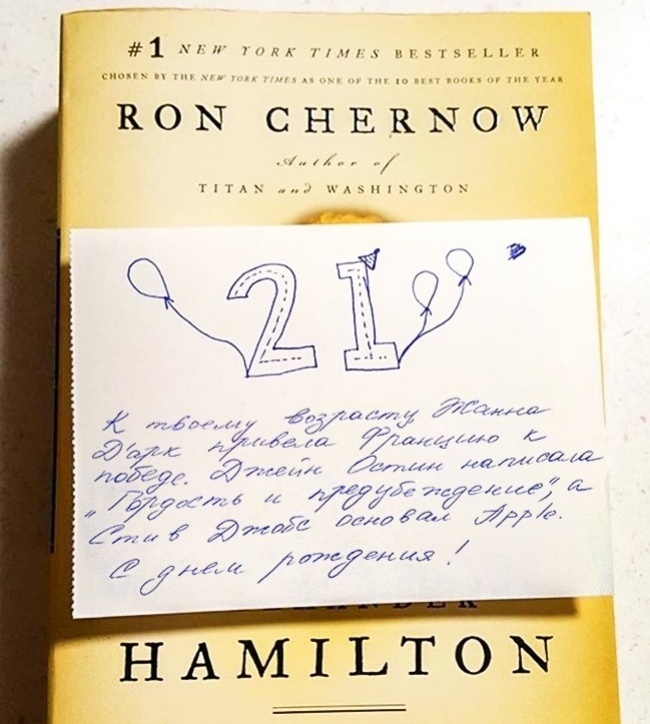 #1 NEW YORK TIMES BESTSELLER
CHOSEN BY THE NEW YORK TIMES AS ONE OF THE 10 BEST BOOKS OF THE YEAR
RON CHERNOW
Author of
TITAN and WASHINGTON
21
К твоему возрасту Жанна
Д'арк привела Францию к
победе. Джейн Остин написала
„Гордость и предубеждение", а
Стив Джобс основал Apple.
С днем рождения!
HAMILTON